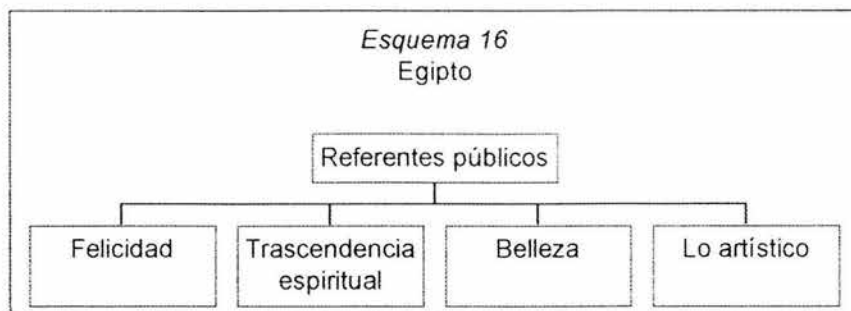 Esquema 16
Egipto
Referentes públicos
Felicidad
Trascendencia
espiritual
Belleza
Lo artístico